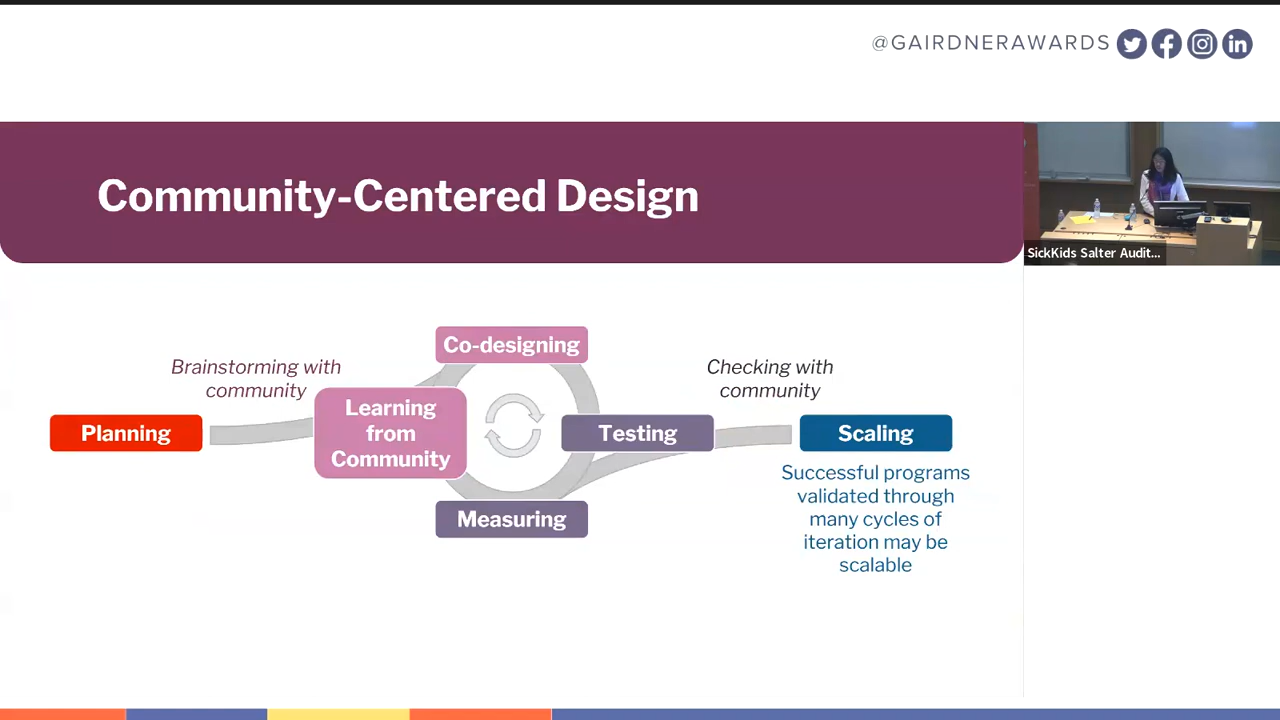 @GAIRDNERAWARDS
Community-Centered Design
SickKids Salter Audit...
Co-designing
Brainstorming with
community
Checking with
community
Planning
Learning
from
Community
Testing
Scaling
Measuring
Successful programs
validated through
many cycles of
iteration may be
scalable